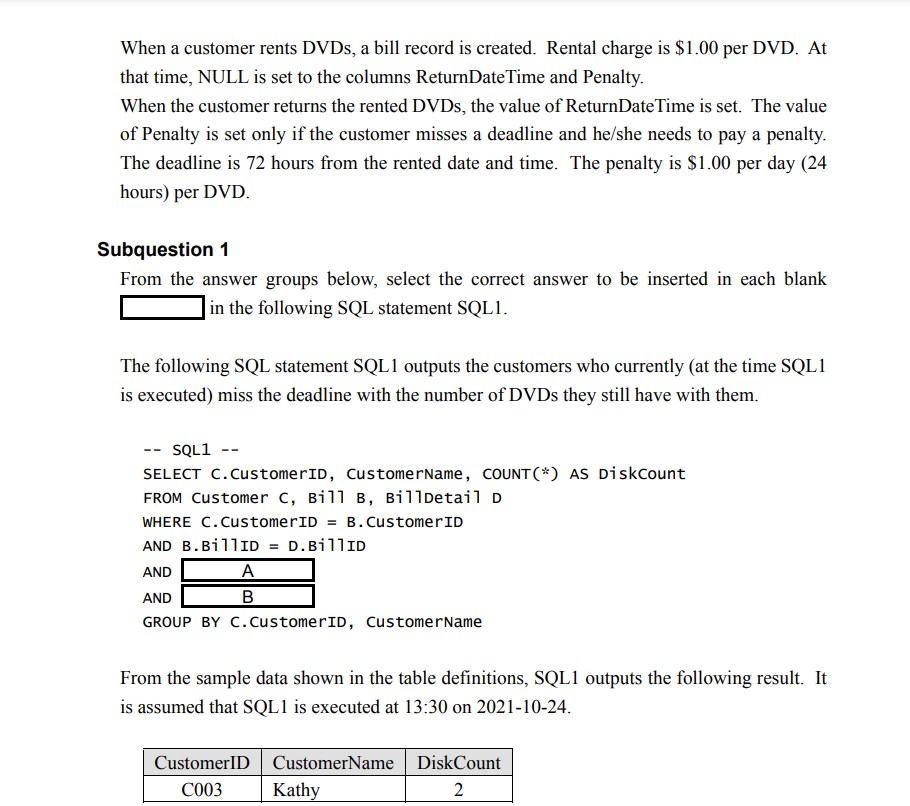 When a customer rents DVDs, a bill record is created. Rental charge is $1.00 per DVD. At
that time, NULL is set to the columns ReturnDateTime and Penalty.
When the customer returns the rented DVDs, the value of ReturnDateTime is set. The value
of Penalty is set only if the customer misses a deadline and he/she needs to pay a penalty.
The deadline is 72 hours from the rented date and time. The penalty is $1.00 per day (24
hours) per DVD.
Subquestion 1
From the answer groups below, select the correct answer to be inserted in each blank
in the following SQL statement SQL1.
The following SQL statement SQL1 outputs the customers who currently (at the time SQL1
is executed) miss the deadline with the number of DVDs they still have with them.
-- SQL1 --
SELECT C.CustomerID, CustomerName, COUNT(*) AS DiskCount
FROM Customer C, Bill B, BillDetail D
WHERE C.CustomerID = B.CustomerID
AND B.BillID = D.BillID
AND A
AND B
GROUP BY C.CustomerID, CustomerName
From the sample data shown in the table definitions, SQL1 outputs the following result. It
is assumed that SQL1 is executed at 13:30 on 2021-10-24.
CustomerID CustomerName DiskCount
C003 Kathy 2